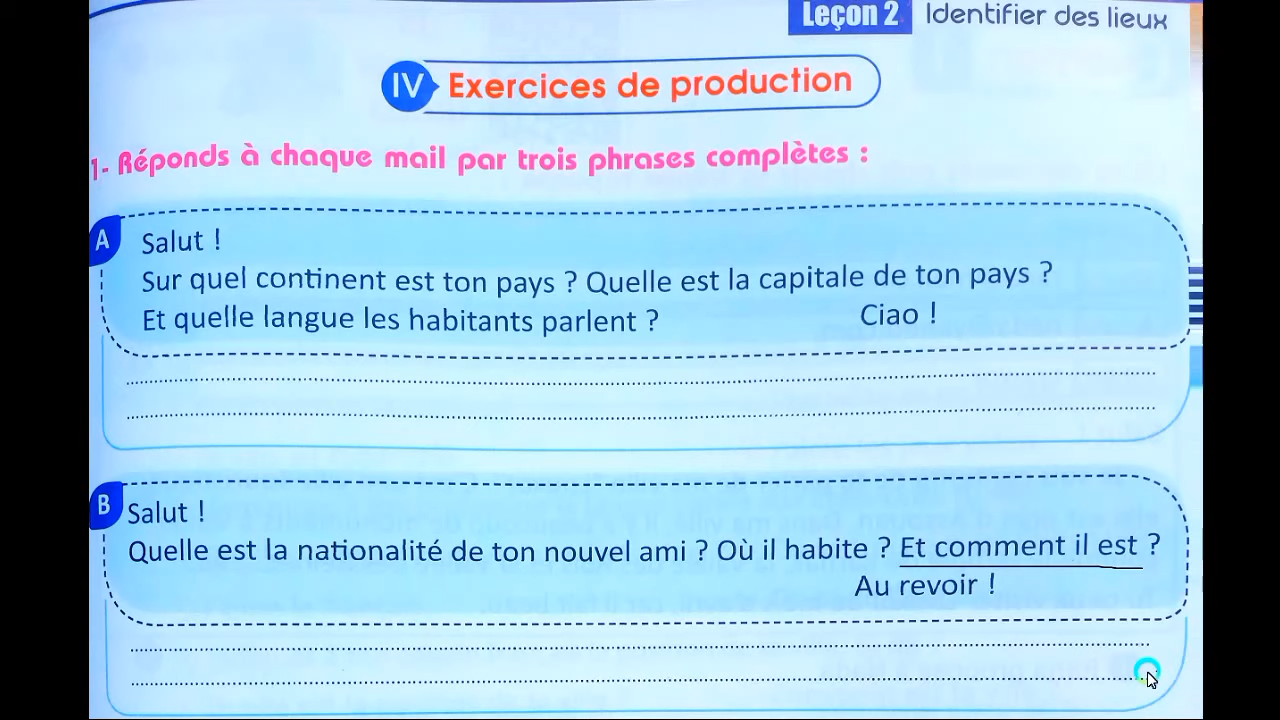 Leçon 2 Identifier des lieux
IV Exercices de production
1- Réponds à chaque mail par trois phrases complètes :
A
Salut !
Sur quel continent est ton pays ? Quelle est la capitale de ton pays ?
Et quelle langue les habitants parlent ? Ciao !
B
Salut !
Quelle est la nationalité de ton nouvel ami ? Où il habite ? Et comment il est ?
Au revoir !